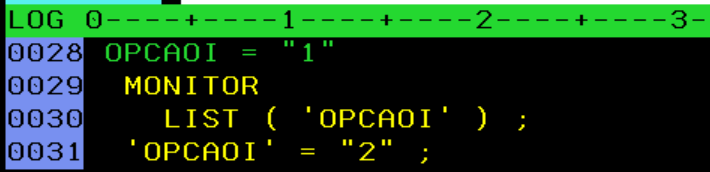 LOG 0----+----1----+----2----+----3-
0028 OPCAOI = "1"
0029 MONITOR
0030 LIST ( 'OPCAOI' ) ;
0031 'OPCAOI' = "2" ;